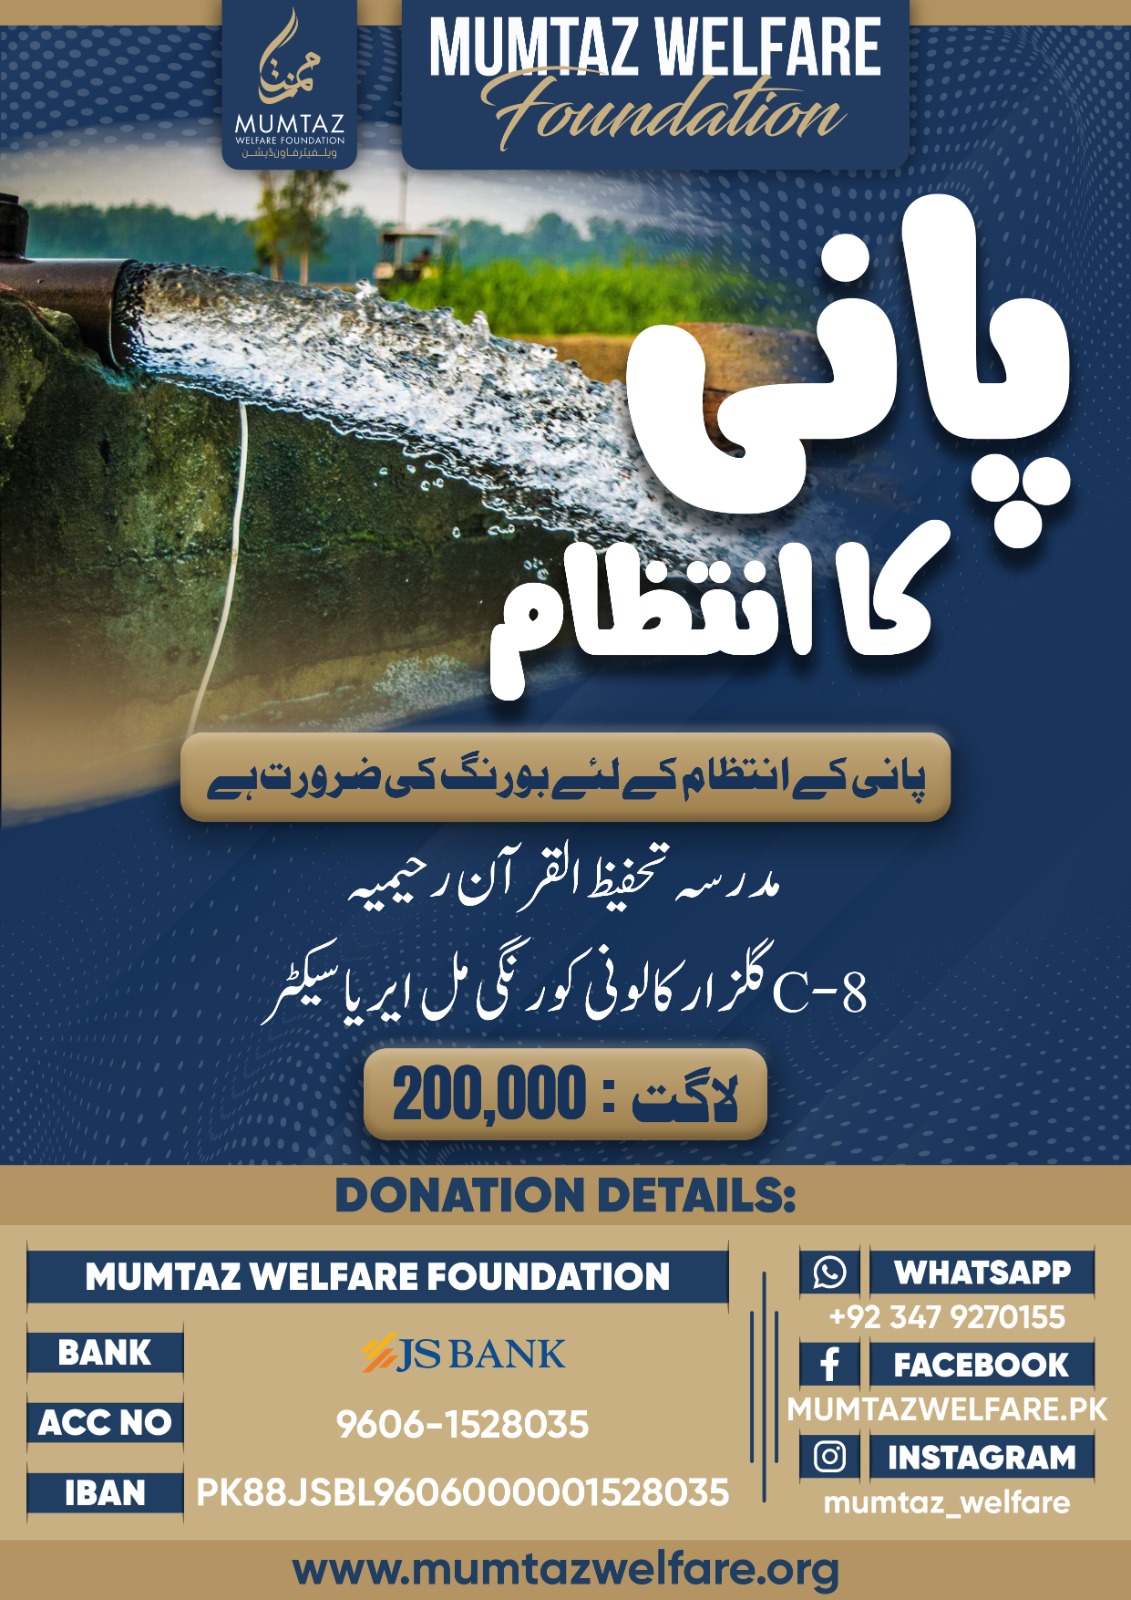 ممتاز
MUMTAZ
WELFARE FOUNDATION
ویلفیئر فاونڈیشن
MUMTAZ WELFARE
Foundation
پانی
کا انتظام
پانی کے انتظام کے لئے بورنگ کی ضرورت ہے
مدرسہ تحفیظ القرآن رحیمیہ
8-C گلزار کالونی کورنگی مل ایریا سیکٹر
لاگت : 200,000
DONATION DETAILS:
MUMTAZ WELFARE FOUNDATION
BANK
JS BANK
ACC NO
9606-1528035
IBAN
PK88JSBL9606000001528035
WHATSAPP
+92 347 9270155
FACEBOOK
MUMTAZWELFARE.PK
INSTAGRAM
mumtaz_welfare
www.mumtazwelfare.org